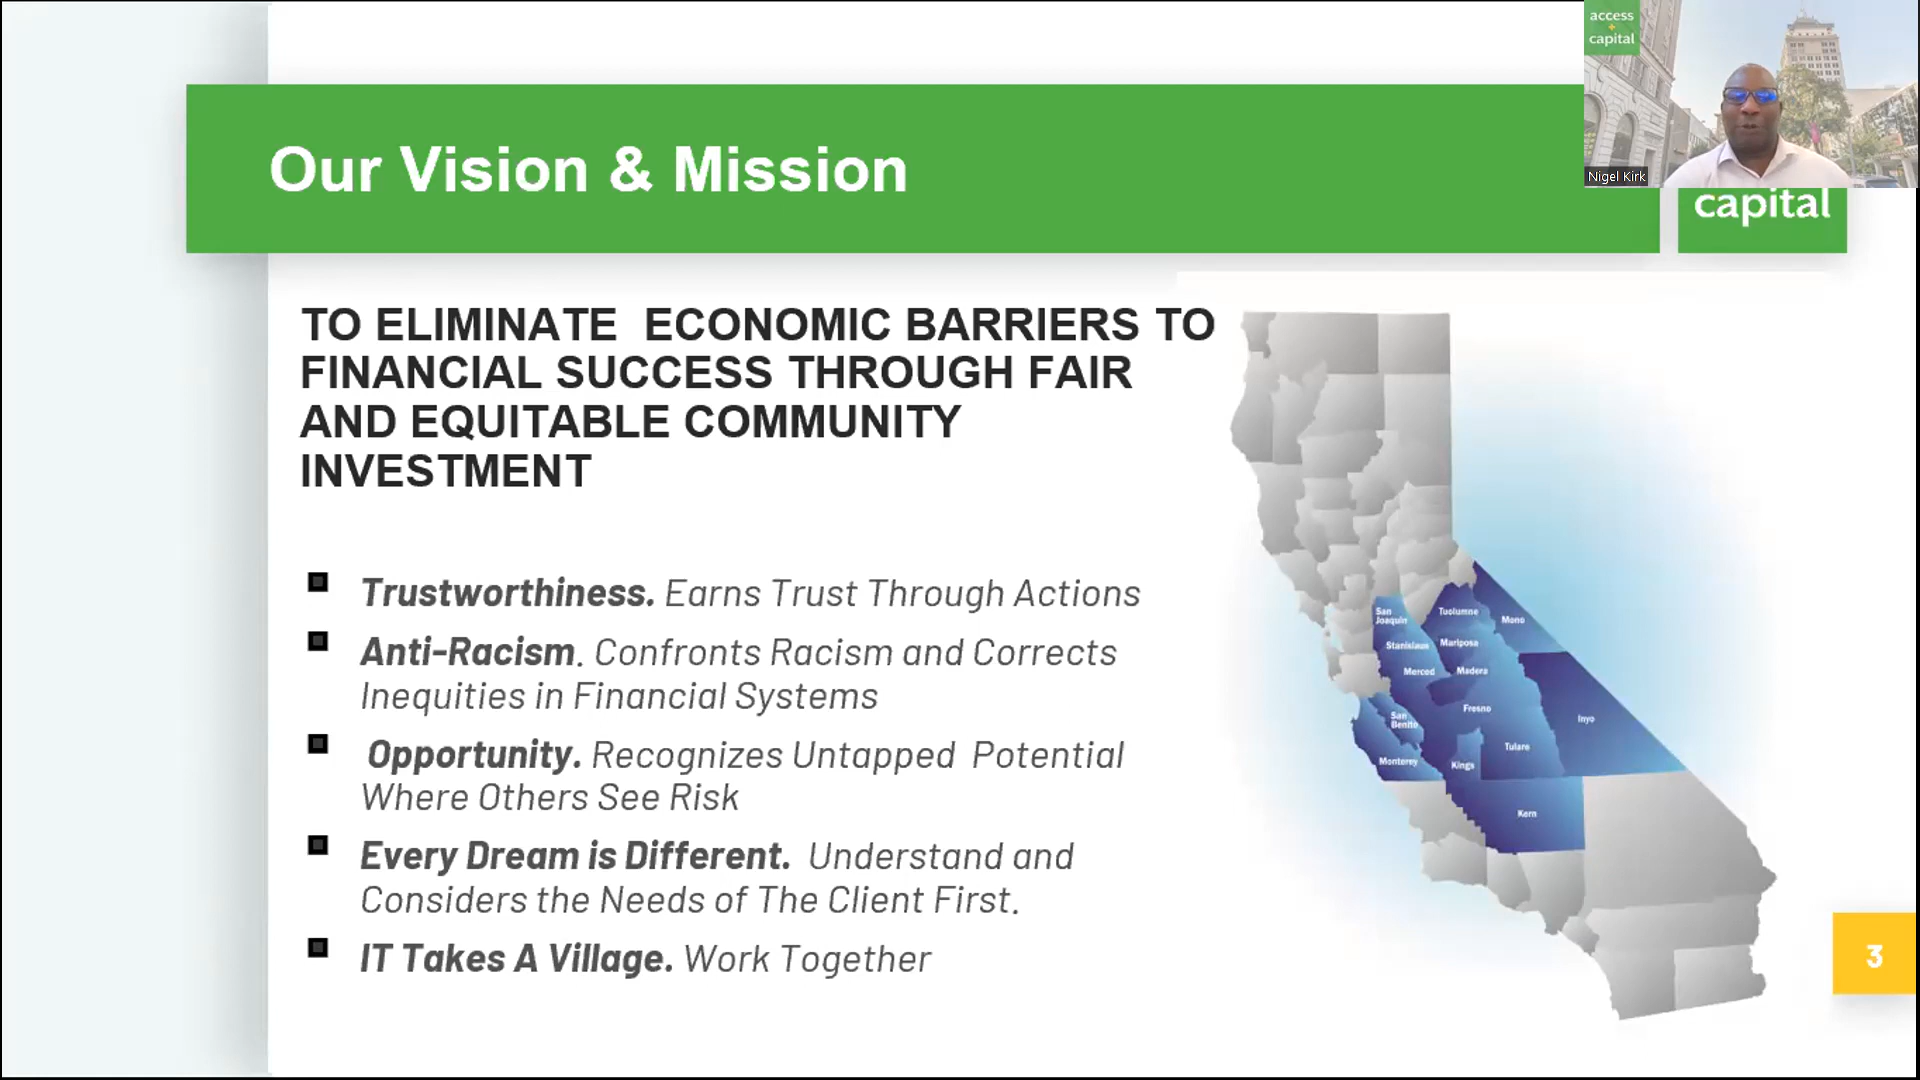 access
+
capital
Nigel Kirk
Our Vision & Mission
capital
TO ELIMINATE ECONOMIC BARRIERS TO
FINANCIAL SUCCESS THROUGH FAIR
AND EQUITABLE COMMUNITY
INVESTMENT
Trustworthiness. Earns Trust Through Actions
Anti-Racism. Confronts Racism and Corrects
Inequities in Financial Systems
Opportunity. Recognizes Untapped Potential
Where Others See Risk
Every Dream is Different. Understand and
Considers the Needs of The Client First.
IT Takes A Village. Work Together
San
Joaquin
Tuolumne
Mono
Stanislaus
Mariposa
Merced
Madera
San
Benito
Fresno
Inyo
Monterey
Kings
Tulare
Kern
3